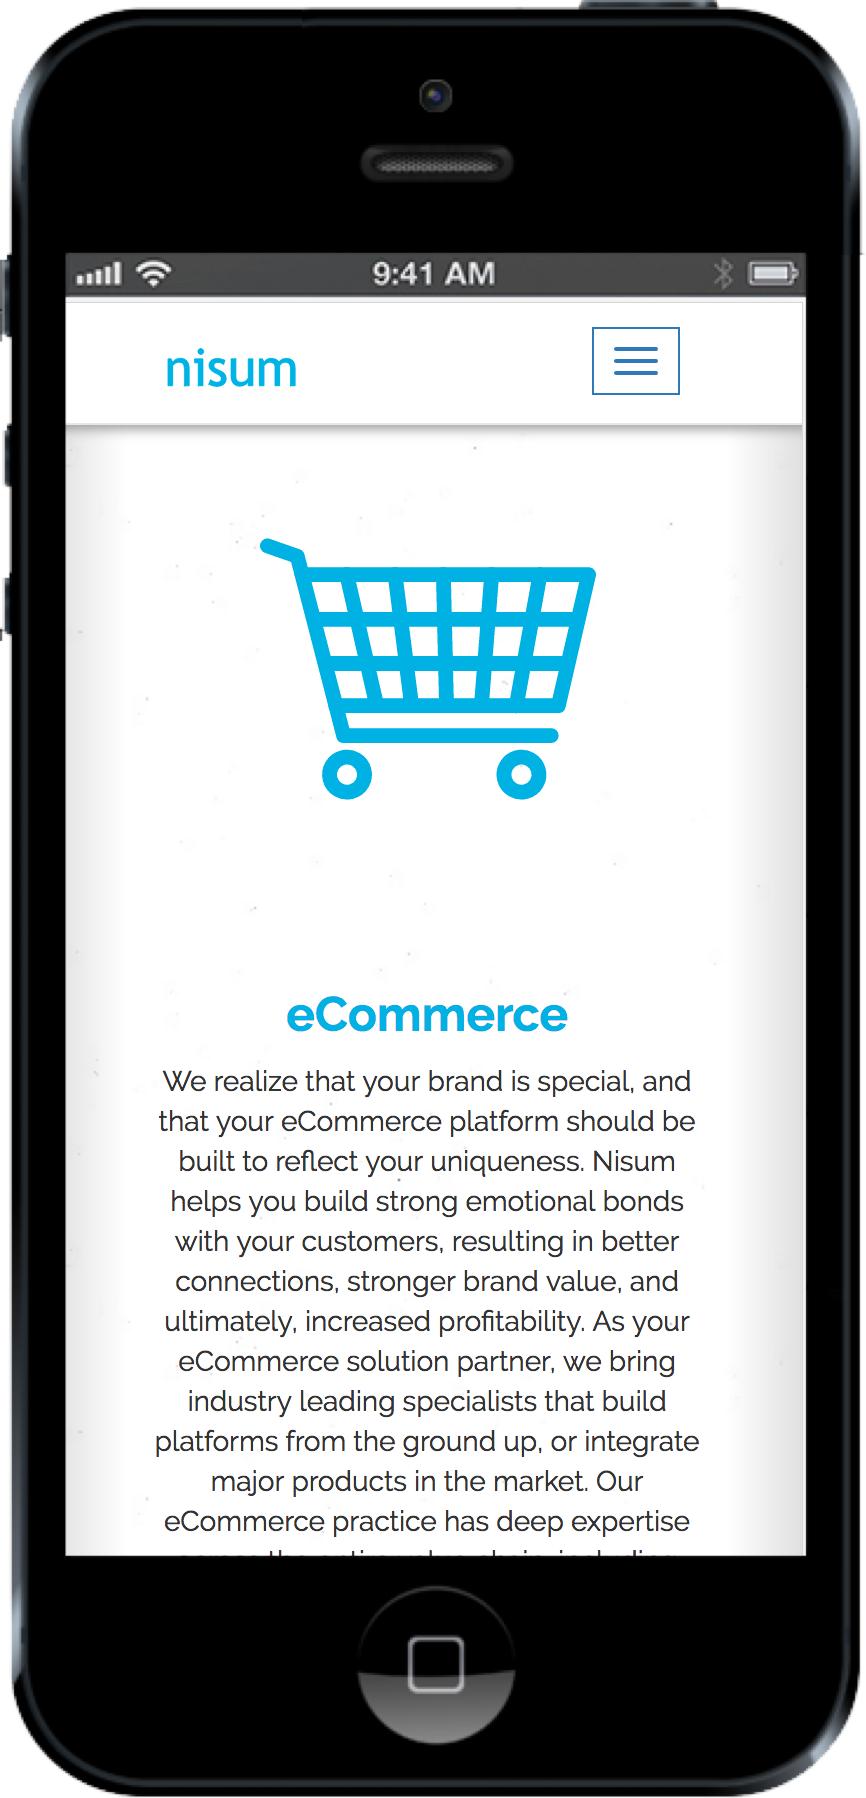 9:41 AM
nisum
eCommerce
We realize that your brand is special, and
that your eCommerce platform should be
built to reflect your uniqueness. Nisum
helps you build strong emotional bonds
with your customers, resulting in better
connections, stronger brand value, and
ultimately, increased profitability. As your
eCommerce solution partner, we bring
industry leading specialists that build
platforms from the ground up, or integrate
major products in the market. Our
eCommerce practice has deep expertise